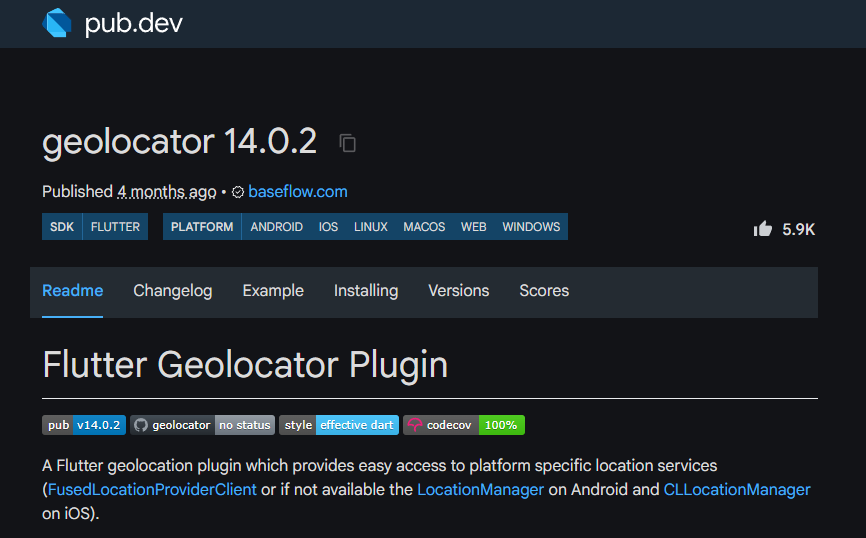 pub.dev
geolocator 14.0.2
Published 4 months ago • baseflow.com
SDK FLUTTER PLATFORM ANDROID IOS LINUX MACOS WEB WINDOWS
5.9K
Readme Changelog Example Installing Versions Scores
Flutter Geolocator Plugin
pub v14.0.2 geolocator no status style effective dart codecov 100%
A Flutter geolocation plugin which provides easy access to platform specific location services
(FusedLocationProviderClient or if not available the LocationManager on Android and CLLocationManager
on iOS).